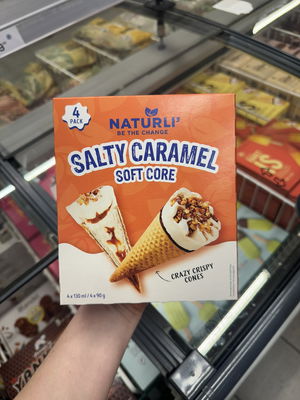 4
PACK
NATURLI'
BE THE CHANGE
SALTY CARAMEL
SOFT CORE
CRAZY CRISPY
CONES
4 x 130 ml / 4 x 90 g